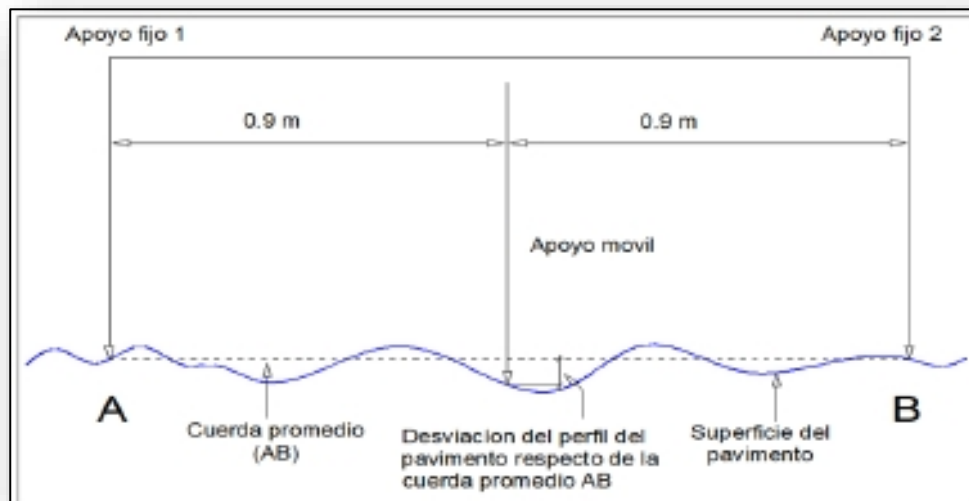 Apoyo fijo 1
Apoyo fijo 2
0.9 m
0.9 m
Apoyo movil
A
B
Cuerda promedio
(AB)
Desviacion del perfil del
pavimento respecto de la
cuerda promedio AB
Superficie del
pavimento